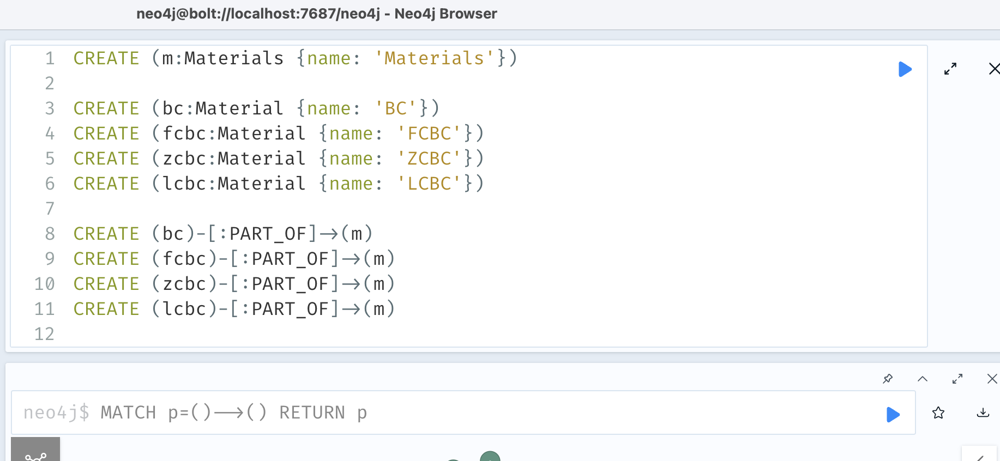 neo4j@bolt://localhost:7687/neo4j - Neo4j Browser
1 CREATE (m:Materials {name: 'Materials'})
2
3 CREATE (bc:Material {name: 'BC'})
4 CREATE (fcbc:Material {name: 'FCBC'})
5 CREATE (zcbc:Material {name: 'ZCBC'})
6 CREATE (lcbc:Material {name: 'LCBC'})
7
8 CREATE (bc)-[:PART_OF]->(m)
9 CREATE (fcbc)-[:PART_OF]->(m)
10 CREATE (zcbc)-[:PART_OF]->(m)
11 CREATE (lcbc)-[:PART_OF]->(m)
12
neo4j$ MATCH p=()-->() RETURN p